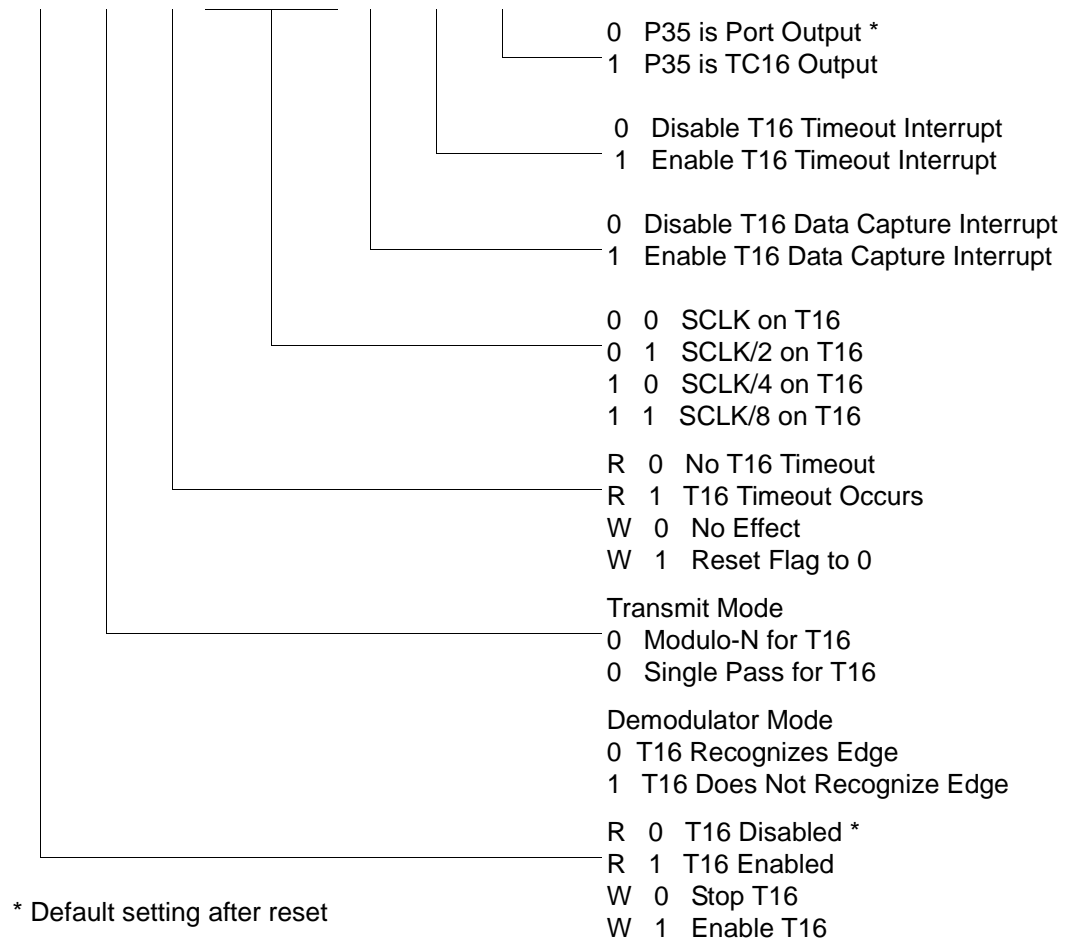 0 P35 is Port Output *
1 P35 is TC16 Output
0 Disable T16 Timeout Interrupt
1 Enable T16 Timeout Interrupt
0 Disable T16 Data Capture Interrupt
1 Enable T16 Data Capture Interrupt
0 0 SCLK on T16
0 1 SCLK/2 on T16
1 0 SCLK/4 on T16
1 1 SCLK/8 on T16
R 0 No T16 Timeout
R 1 T16 Timeout Occurs
W 0 No Effect
W 1 Reset Flag to 0
Transmit Mode
0 Modulo-N for T16
0 Single Pass for T16
Demodulator Mode
0 T16 Recognizes Edge
1 T16 Does Not Recognize Edge
R 0 T16 Disabled *
R 1 T16 Enabled
W 0 Stop T16
W 1 Enable T16
* Default setting after reset